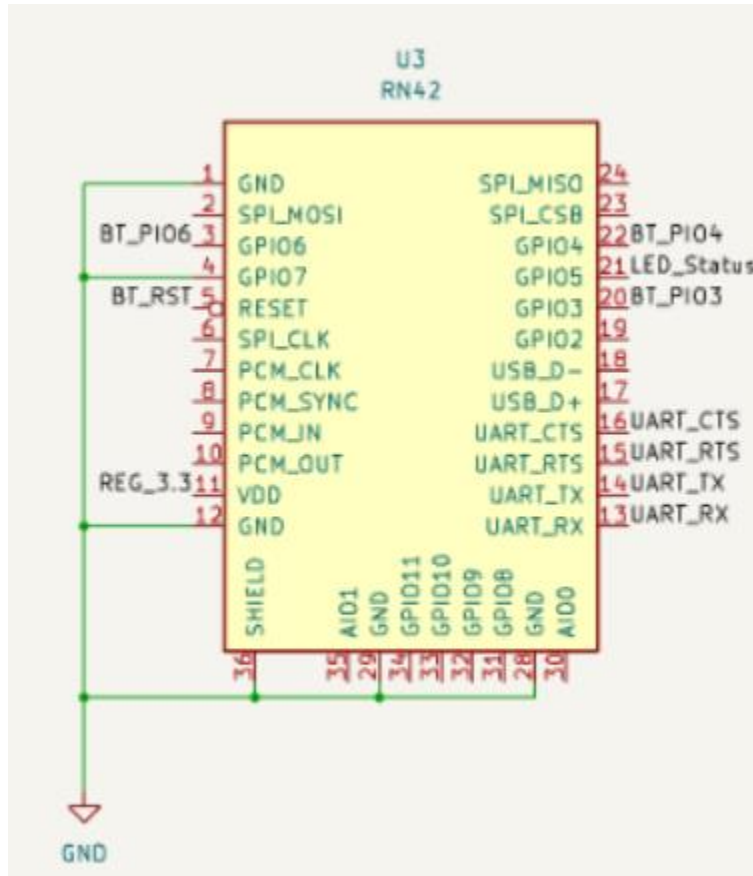 U3
RN42
1 GND SPI_MISO 24
2 SPI_MOSI SPI_CSB 23
BT_PIO6 3 GPIO6 GPIO4 22 BT_PIO4
4 GPIO7 GPIO5 21 LED_Status
BT_RST 5 RESET GPIO3 20 BT_PIO3
6 SPI_CLK GPIO2 19
7 PCM_CLK USB_D- 18
8 PCM_SYNC USB_D+ 17
9 PCM_IN UART_CTS 16 UART_CTS
10 PCM_OUT UART_RTS 15 UART_RTS
REG_3.3 11 VDD UART_TX 14 UART_TX
12 GND UART_RX 13 UART_RX
SHIELD AIO1 GND GPIO11 GPIO10 GPIO9 GPIO8 GND AIO0
36 35 29 34 33 32 31 28 30
GND